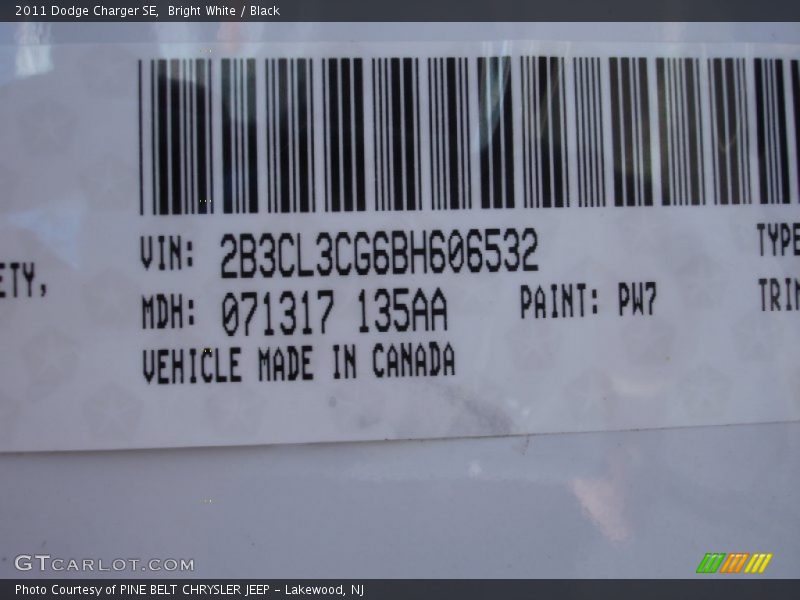 2011 Dodge Charger SE,  Bright White / Black
VIN: 2B3CL3CG6BH606532
TYPE
ETY,
MDH: 071317 135AA
PAINT: PW7
TRIM
VEHICLE MADE IN CANADA
GTCARLOT.COM
Photo Courtesy of PINE BELT CHRYSLER JEEP - Lakewood, NJ